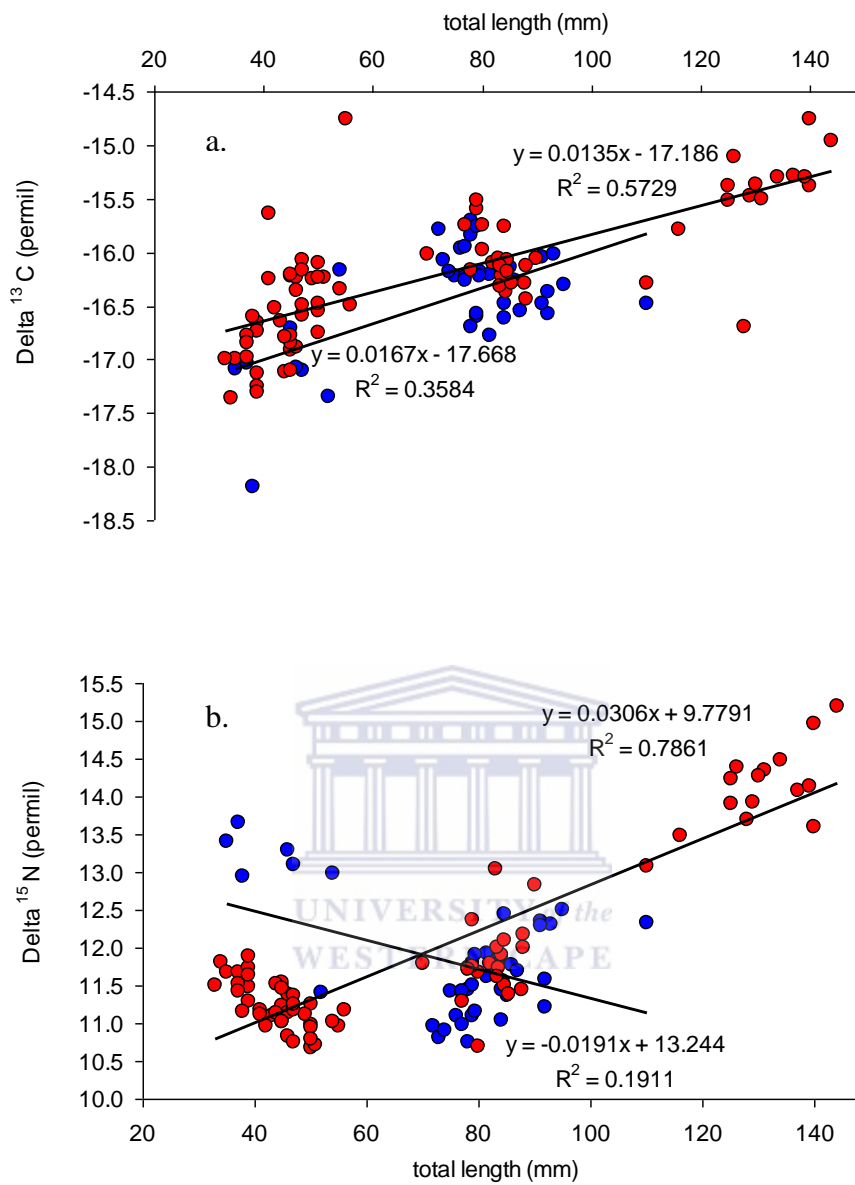 total length (mm)
20 40 60 80 100 120 140
-14.5
a.
-15.0
y = 0.0135x - 17.186
R² = 0.5729
-15.5
-16.0
-16.5
-17.0
y = 0.0167x - 17.668
R² = 0.3584
-17.5
-18.0
-18.5
Delta ¹³ C (permil)
15.5
b.
15.0
y = 0.0306x + 9.7791
R² = 0.7861
14.5
14.0
13.5
13.0
12.5
UNIVERSITY of the
12.0
WESTERN CAPE
11.5
11.0
y = -0.0191x + 13.244
R² = 0.1911
10.5
10.0
Delta ¹⁵ N (permil)
20 40 60 80 100 120 140
total length (mm)